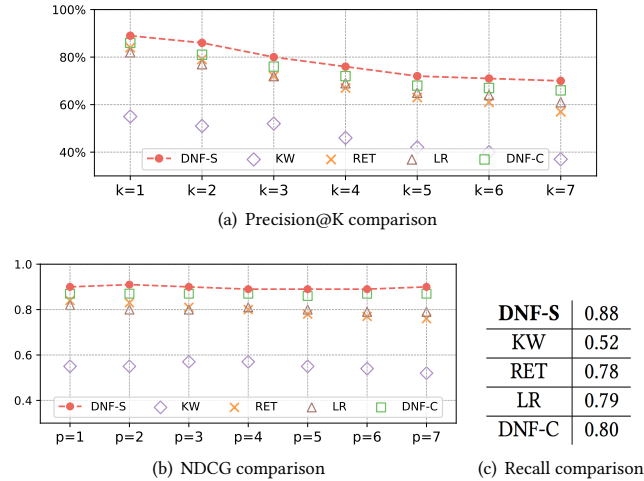 100%
80%
60%
40%
DNF-S KW RET LR DNF-C
k=1 k=2 k=3 k=4 k=5 k=6 k=7
(a) Precision@K comparison
1.0
0.8
0.6
0.4
DNF-S KW RET LR DNF-C
p=1 p=2 p=3 p=4 p=5 p=6 p=7
(b) NDCG comparison
DNF-S 0.88
KW 0.52
RET 0.78
LR 0.79
DNF-C 0.80
(c) Recall comparison